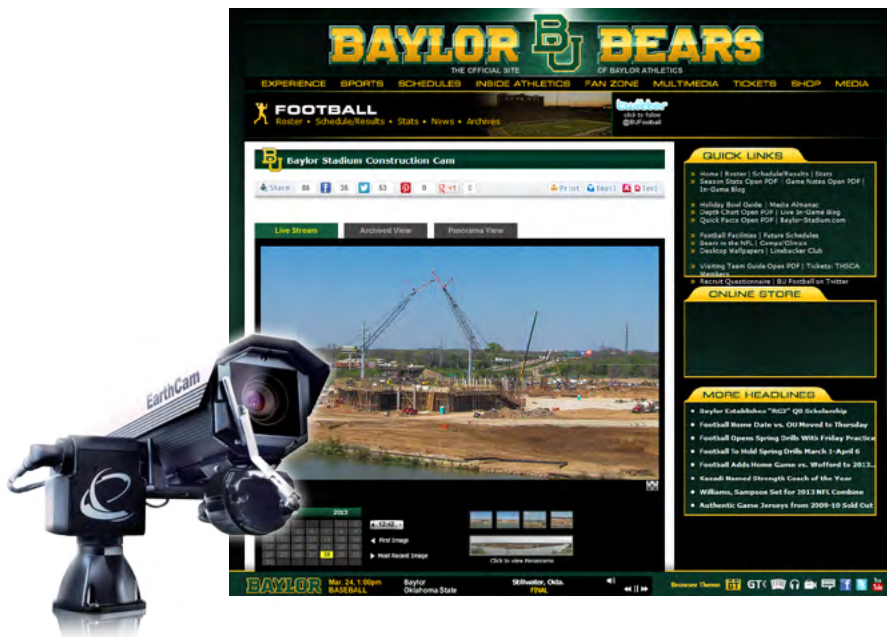 BAYLOR BU BEARS
THE OFFICIAL SITE OF BAYLOR ATHLETICS
EXPERIENCE SPORTS SCHEDULES INSIDE ATHLETICS FAN ZONE MULTIMEDIA TICKETS SHOP MEDIA
FOOTBALL
Roster • Schedule/Results • Stats • News • Archives
twitter
click to follow
@BUFootball
BU Baylor Stadium Construction Cam
Share 86 36 53 0 +1 0 Print Email A A Text
Live Stream Archived View Panorama View
EarthCam
2013
12:42
First Image
Most Recent Image
Click to view Panorama
QUICK LINKS
» Home | Roster | Schedule/Results | Stats
» Season Stats Open PDF | Game Notes Open PDF |
In-Game Blog
» Holiday Bowl Guide | Media Almanac
» Depth Chart Open PDF | Live In-Game Blog
» Quick Facts Open PDF | Baylor-Stadium.com
» Football Facilities | Future Schedules
» Bears in the NFL | Camps/Clinics
» Desktop Wallpapers | Linebacker Club
» Visiting Team Guide Open PDF | Tickets: THSCA
Members
» Recruit Questionnaire | BU Football on Twitter
ONLINE STORE
MORE HEADLINES
• Baylor Establishes "RG3" QB Scholarship
• Football Home Date vs. OU Moved to Thursday
• Football Opens Spring Drills With Friday Practice
• Football To Hold Spring Drills March 1-April 6
• Football Adds Home Game vs. Wofford to 2013...
• Kazadi Named Strength Coach of the Year
• Williams, Sampson Set for 2013 NFL Combine
• Authentic Game Jerseys from 2009-10 Sold Out
BAYLOR
Mar. 24, 1:00pm
BASEBALL
Baylor
Oklahoma State
Stillwater, Okla.
FINAL
Browser Theme
You Tube